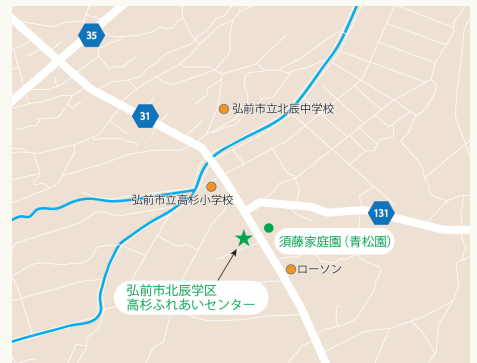 35
31
弘前市立北辰中学校
弘前市立高杉小学校
131
須藤家庭園（青松園）
ローソン
弘前市北辰学区
高杉ふれあいセンター